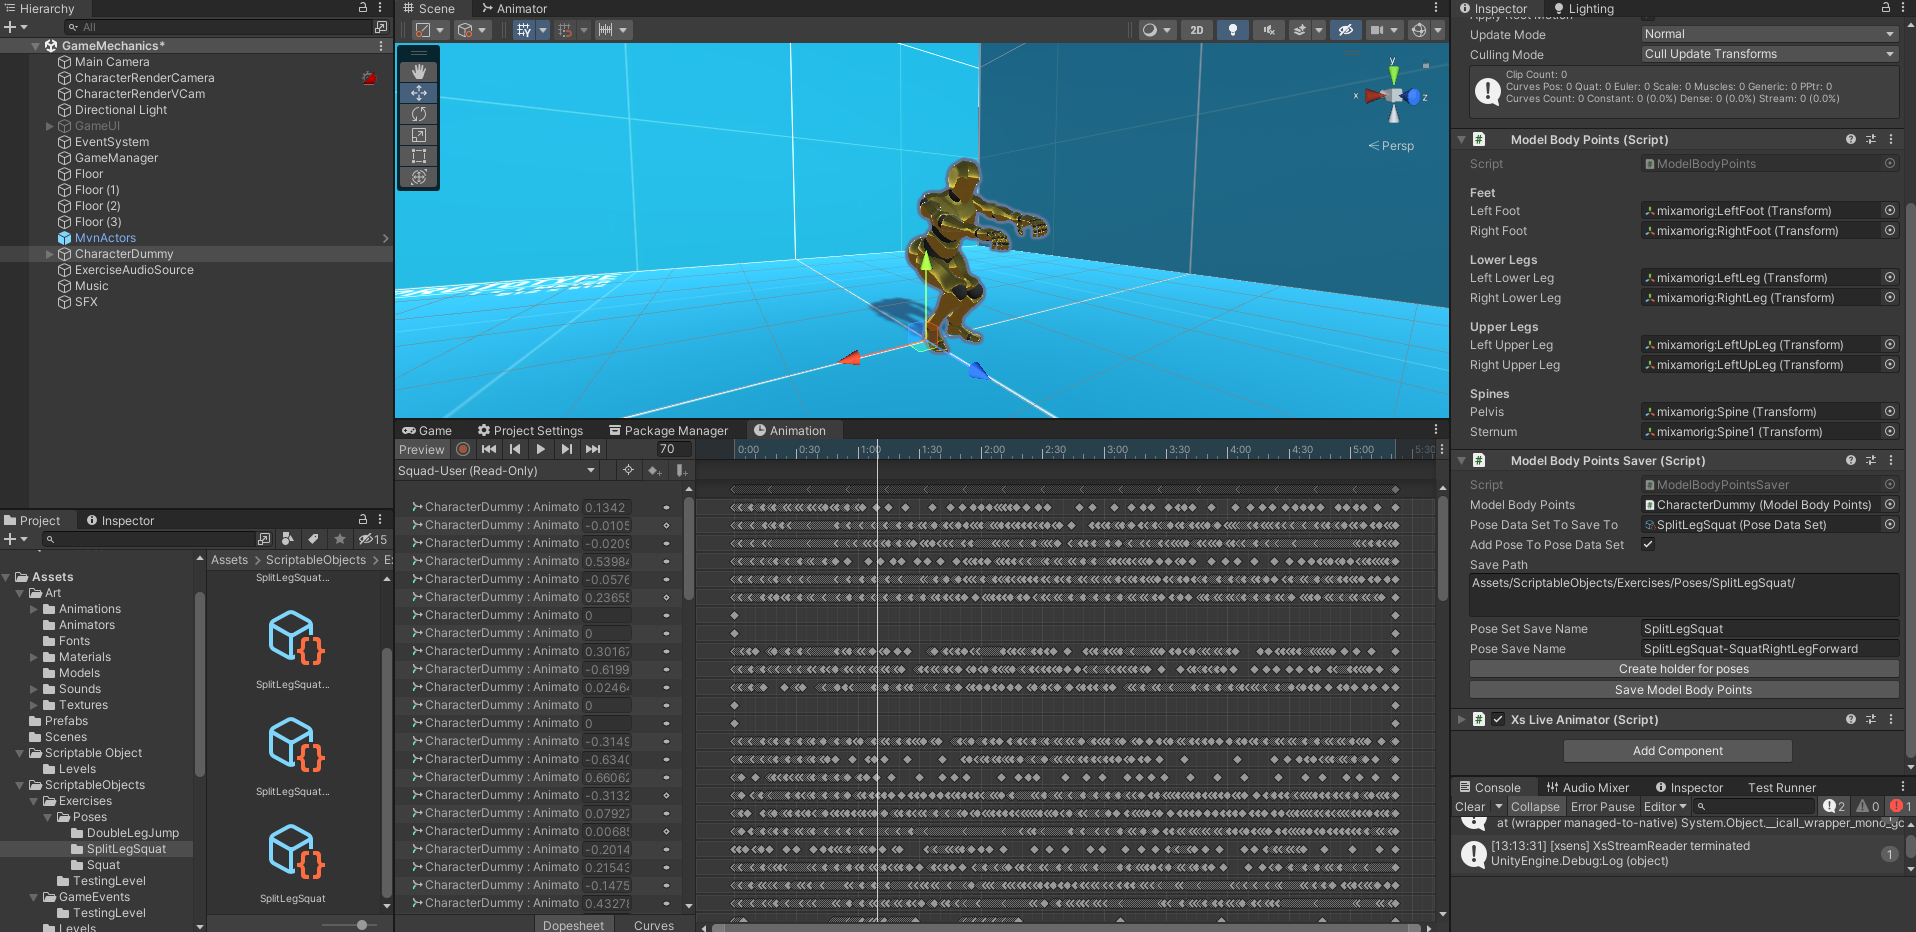 Hierarchy
All
GameMechanics*
Main Camera
CharacterRenderCamera
CharacterRenderVCam
Directional Light
GameUI
EventSystem
GameManager
Floor
Floor (1)
Floor (2)
Floor (3)
MvnActors
CharacterDummy
ExerciseAudioSource
Music
SFX
Scene
Animator
2D
y
x
z
Persp
PROTOTYPE
Game
Project Settings
Package Manager
Animation
Preview
70
0:00
0:30
1:00
1:30
2:00
2:30
3:00
3:30
4:00
4:30
5:00
5:30
Squad-User (Read-Only)
CharacterDummy : Animato 0.1342
CharacterDummy : Animato -0.0105
CharacterDummy : Animato -0.0209
CharacterDummy : Animato 0.53984
CharacterDummy : Animato -0.0576
CharacterDummy : Animato 0.23655
CharacterDummy : Animato 0
CharacterDummy : Animato 0
CharacterDummy : Animato 0.30167
CharacterDummy : Animato -0.6199
CharacterDummy : Animato 0.02464
CharacterDummy : Animato 0
CharacterDummy : Animato 0
CharacterDummy : Animato -0.3149
CharacterDummy : Animato -0.6340
CharacterDummy : Animato 0.66062
CharacterDummy : Animato -0.3132
CharacterDummy : Animato 0.07927
CharacterDummy : Animato 0.00685
CharacterDummy : Animato -0.2014
CharacterDummy : Animato 0.21543
CharacterDummy : Animato -0.1475
CharacterDummy : Animato 0.43278
Dopesheet
Curves
Project
Inspector
15
Assets
Art
Animations
Animators
Fonts
Materials
Models
Sounds
Textures
Prefabs
Scenes
Scriptable Object
Levels
ScriptableObjects
Exercises
Poses
DoubleLegJump
SplitLegSquat
Squat
TestingLevel
GameEvents
TestingLevel
Levels
Assets > ScriptableObjects > E
SplitLegSquat...
SplitLegSquat...
SplitLegSquat...
SplitLegSquat
Inspector
Lighting
Apply Root Motion
Update Mode
Normal
Culling Mode
Cull Update Transforms
Clip Count: 0
Curves Pos: 0 Quat: 0 Euler: 0 Scale: 0 Muscles: 0 Generic: 0 PPtr: 0
Curves Count: 0 Constant: 0 (0.0%) Dense: 0 (0.0%) Stream: 0 (0.0%)
Model Body Points (Script)
Script
ModelBodyPoints
Feet
Left Foot
mixamorig:LeftFoot (Transform)
Right Foot
mixamorig:RightFoot (Transform)
Lower Legs
Left Lower Leg
mixamorig:LeftLeg (Transform)
Right Lower Leg
mixamorig:RightLeg (Transform)
Upper Legs
Left Upper Leg
mixamorig:LeftUpLeg (Transform)
Right Upper Leg
mixamorig:LeftUpLeg (Transform)
Spines
Pelvis
mixamorig:Spine (Transform)
Sternum
mixamorig:Spine1 (Transform)
Model Body Points Saver (Script)
Script
ModelBodyPointsSaver
Model Body Points
CharacterDummy (Model Body Points)
Pose Data Set To Save To
SplitLegSquat (Pose Data Set)
Add Pose To Pose Data Set
Save Path
Assets/ScriptableObjects/Exercises/Poses/SplitLegSquat/
Pose Set Save Name
SplitLegSquat
Pose Save Name
SplitLegSquat-SquatRightLegForward
Create holder for poses
Save Model Body Points
Xs Live Animator (Script)
Add Component
Console
Audio Mixer
Inspector
Test Runner
Clear
Collapse
Error Pause
Editor
2
0
1
at (wrapper managed-to-native) System.Object.__icall_wrapper_mono_gc
[13:13:31] [xsens] XsStreamReader terminated
UnityEngine.Debug:Log (object)
1